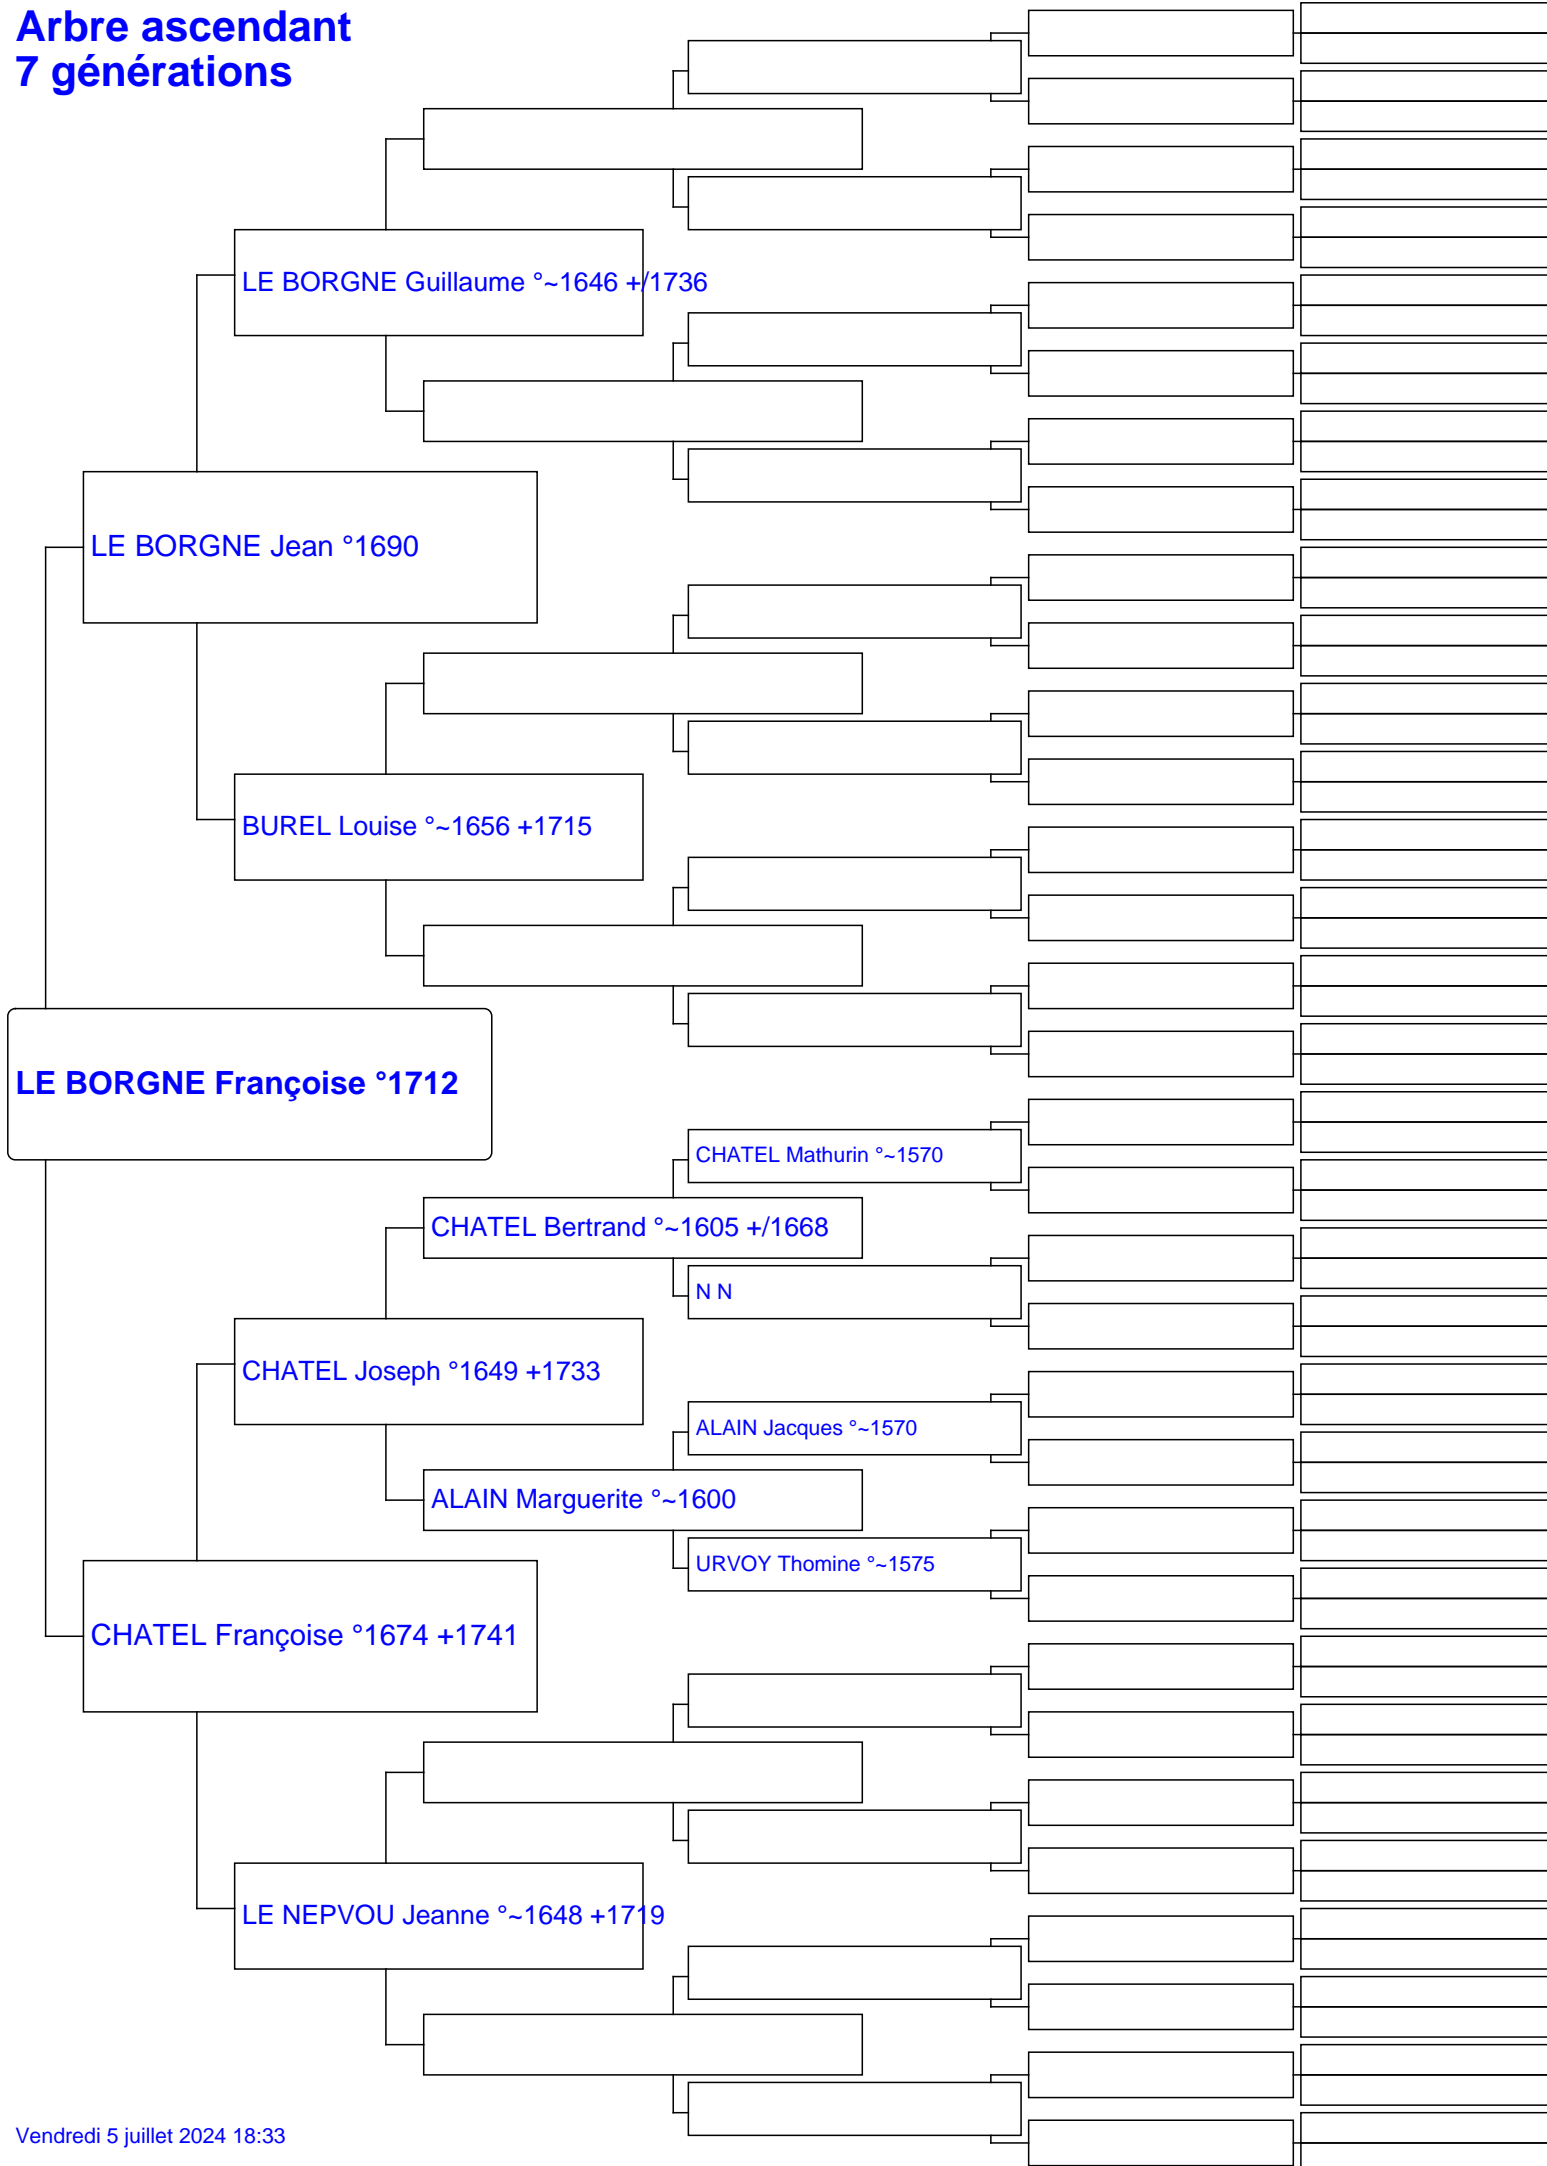 Arbre ascendant
7 générations
LE BORGNE Guillaume °~1646 +/1736
LE BORGNE Jean °1690
BUREL Louise °~1656 +1715
LE BORGNE Françoise °1712
CHATEL Mathurin °~1570
CHATEL Bertrand °~1605 +/1668
N N
CHATEL Joseph °1649 +1733
ALAIN Jacques °~1570
ALAIN Marguerite °~1600
URVOY Thomine °~1575
CHATEL Françoise °1674 +1741
LE NEPVOU Jeanne °~1648 +1719
Vendredi 5 juillet 2024 18:33